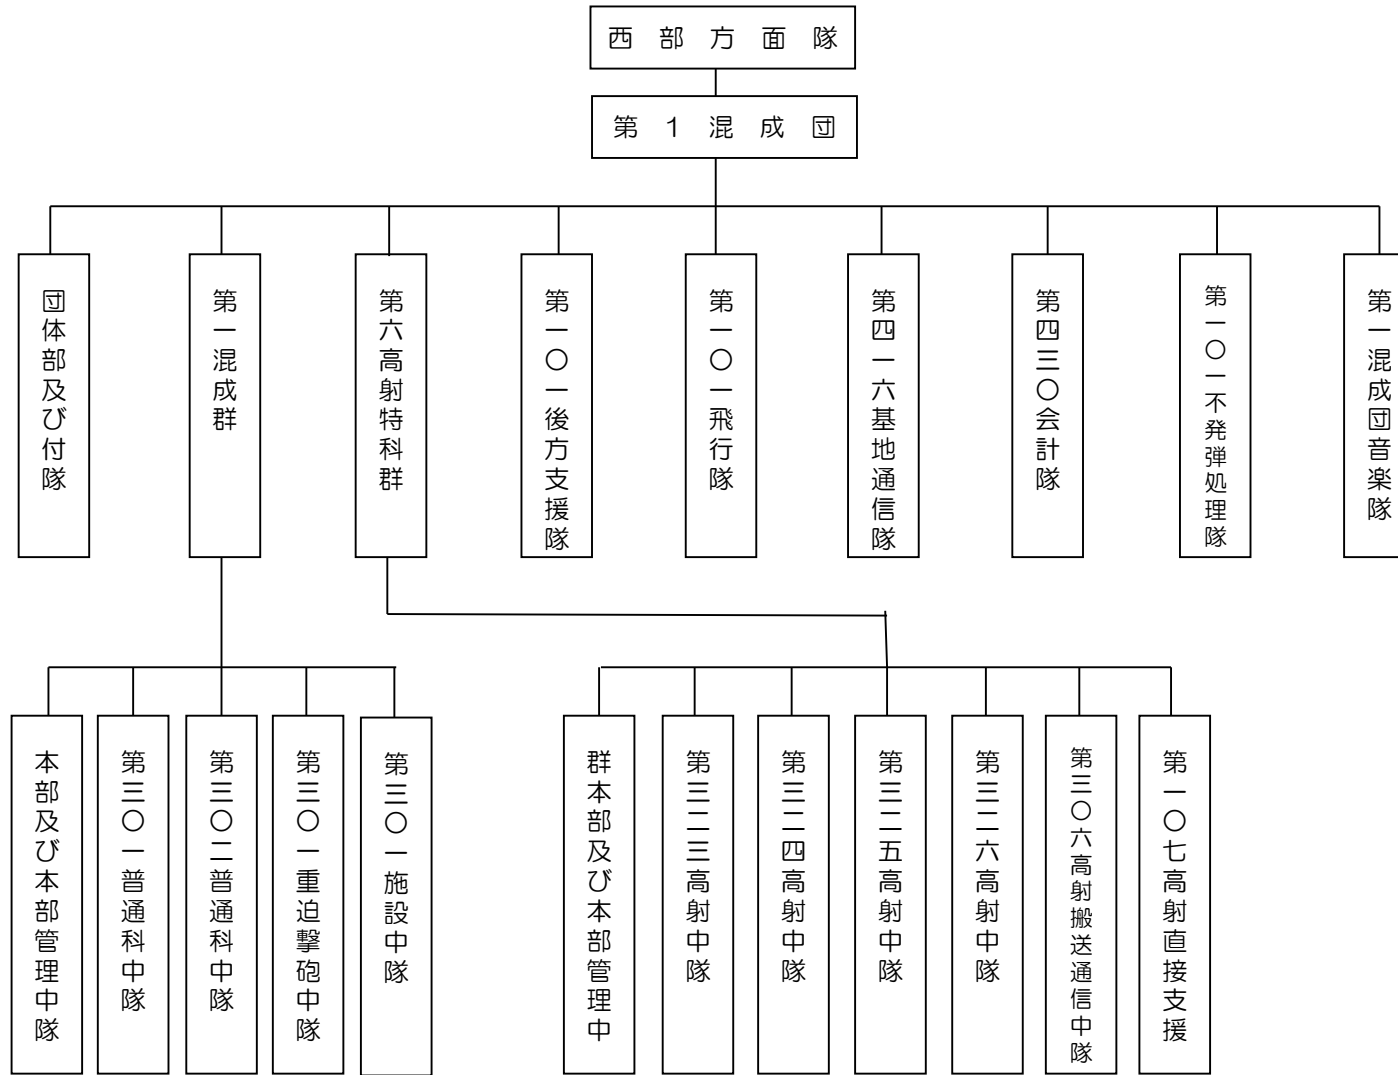 西部方面隊
第１混成団
団体部及び付隊
第一混成群
第六高射特科群
第一〇一後方支援隊
第一〇一飛行隊
第四一六基地通信隊
第四三〇会計隊
第一〇一不発弾処理隊
第一混成団音楽隊
本部及び本部管理中隊
第三〇一普通科中隊
第三〇二普通科中隊
第三〇一重迫撃砲中隊
第三〇一施設中隊
群本部及び本部管理中
第三二三高射中隊
第三二四高射中隊
第三二五高射中隊
第三二六高射中隊
第三〇六高射搬送通信中隊
第一〇七高射直接支援